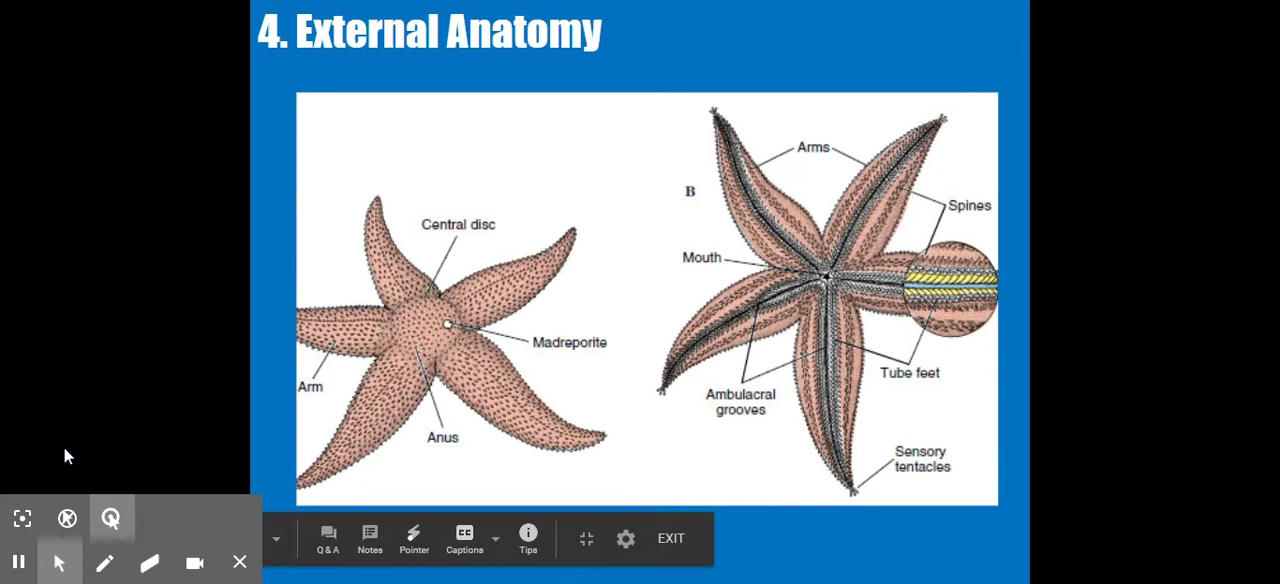 4. External Anatomy
Central disc
Madreporite
Arm
Anus
B
Arms
Spines
Mouth
Tube feet
Ambulacral
grooves
Sensory
tentacles
Q & A
Notes
Pointer
Captions
Tips
EXIT